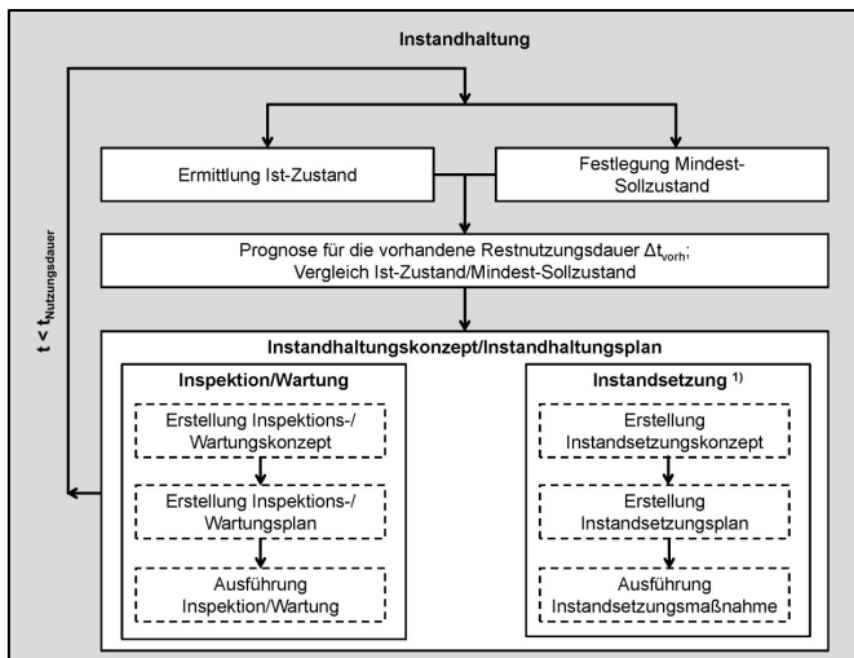 Instandhaltung
Ermittlung Ist-Zustand
Festlegung Mindest-
Sollzustand
Prognose für die vorhandene Restnutzungsdauer Δtvorh;
Vergleich Ist-Zustand/Mindest-Sollzustand
t < tNutzungsdauer
Instandhaltungskonzept/Instandhaltungsplan
Inspektion/Wartung
Erstellung Inspektions-/
Wartungskonzept
Erstellung Inspektions-/
Wartungsplan
Ausführung
Inspektion/Wartung
Instandsetzung 1)
Erstellung
Instandsetzungskonzept
Erstellung
Instandsetzungsplan
Ausführung
Instandsetzungsmaßnahme